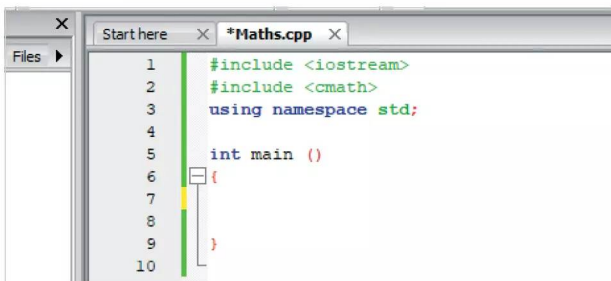 Start here
*Maths.cpp
Files
1 #include <iostream>
2 #include <cmath>
3 using namespace std;
4
5 int main ()
6 {
7
8
9 }
10